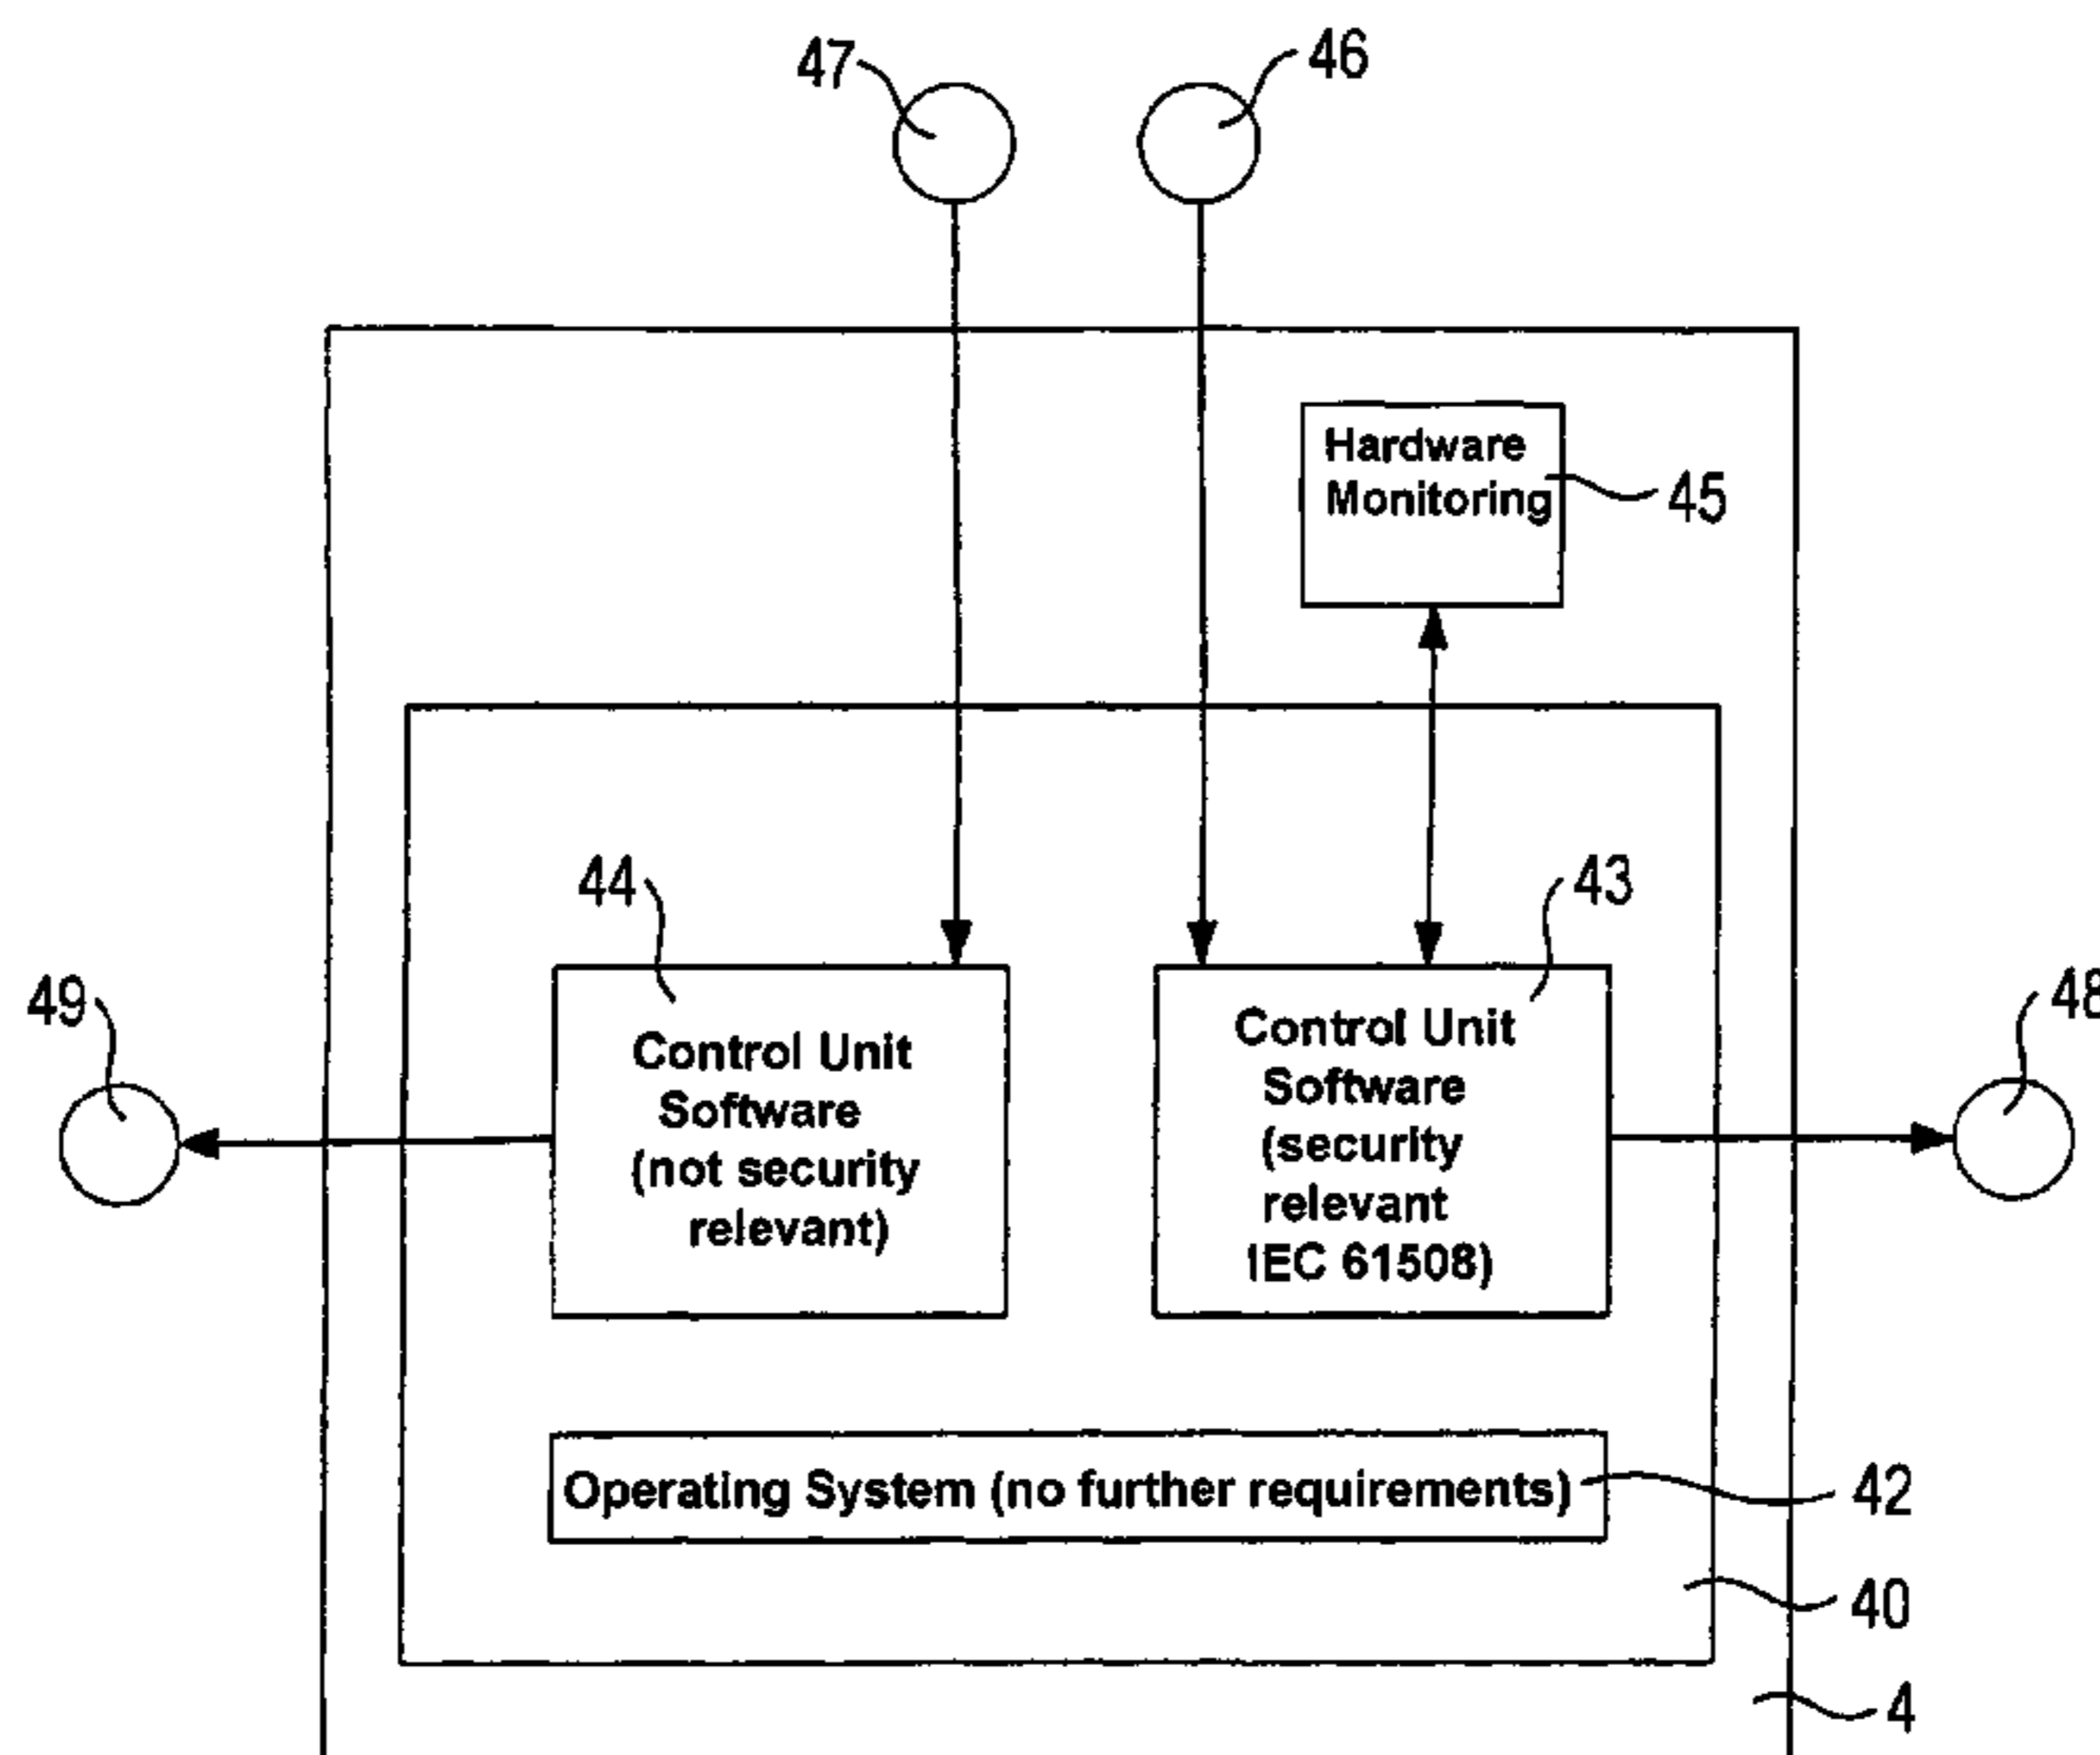 47
46
Hardware
Monitoring
45
44
43
49
48
Control Unit
Software
(not security
relevant)
Control Unit
Software
(security
relevant
IEC 61508)
Operating System (no further requirements)
42
40
4